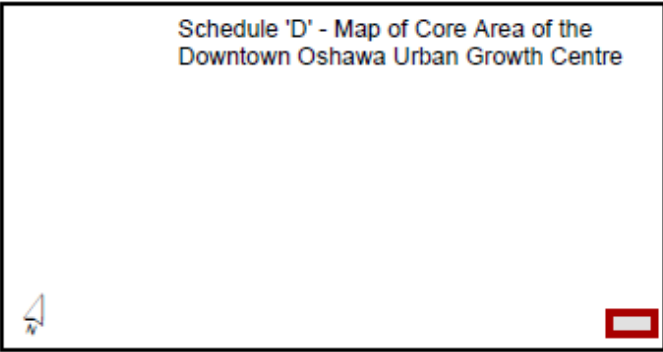 Schedule 'D' - Map of Core Area of the
Downtown Oshawa Urban Growth Centre
N